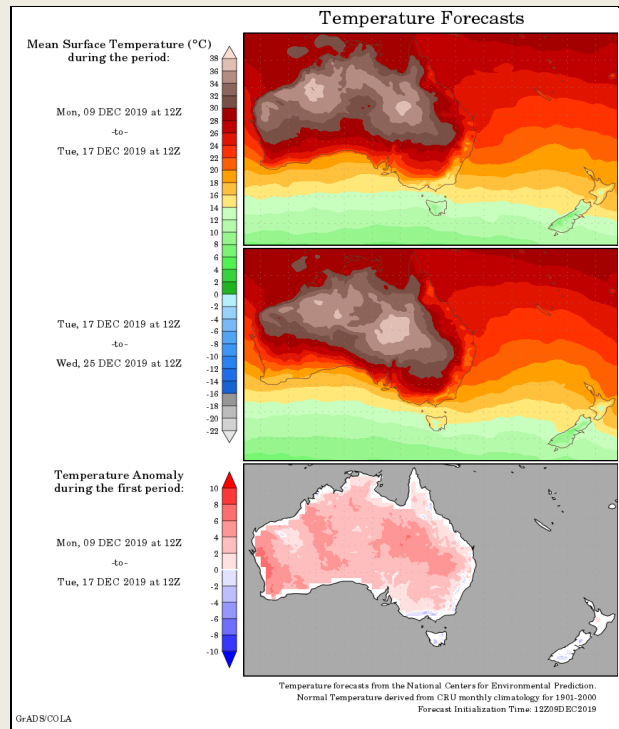 Temperature Forecasts
Mean Surface Temperature (°C)
during the period:
Mon, 09 DEC 2019 at 12Z
-to-
Tue, 17 DEC 2019 at 12Z
38
36
34
32
30
28
26
24
22
20
18
16
14
12
10
8
6
4
2
0
-2
-4
-6
-8
-10
-12
-14
-16
-18
-20
-22
Tue, 17 DEC 2019 at 12Z
-to-
Wed, 25 DEC 2019 at 12Z
Temperature Anomaly
during the first period:
Mon, 09 DEC 2019 at 12Z
-to-
Tue, 17 DEC 2019 at 12Z
10
8
6
4
2
0
-2
-4
-6
-8
-10
Temperature forecasts from the National Centers for Environmental Prediction.
Normal Temperature derived from CRU monthly climatology for 1901-2000
Forecast Initialization Time: 12Z09DEC2019
GrADS/COLA